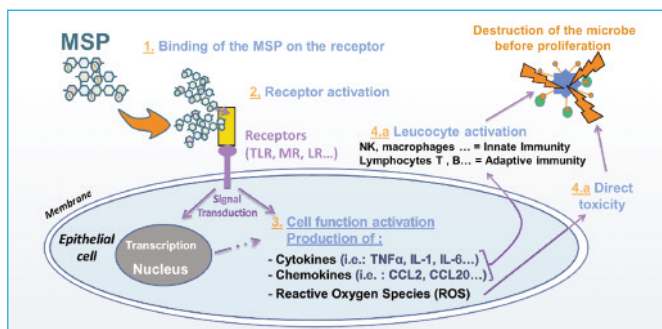 MSP
1. Binding of the MSP on the receptor
2. Receptor activation
Receptors
(TLR, MR, LR...)
Destruction of the microbe
before proliferation
4.a Leucocyte activation
NK, macrophages ... = Innate Immunity
Lymphocytes T , B... = Adaptive immunity
4.a Direct
toxicity
Membrane
Signal
Transduction
Epithelial
cell
Transcription
Nucleus
3. Cell function activation
Production of :
- Cytokines (i.e.: TNFα, IL-1, IL-6...)
- Chemokines (i.e. : CCL2, CCL20...)
- Reactive Oxygen Species (ROS)